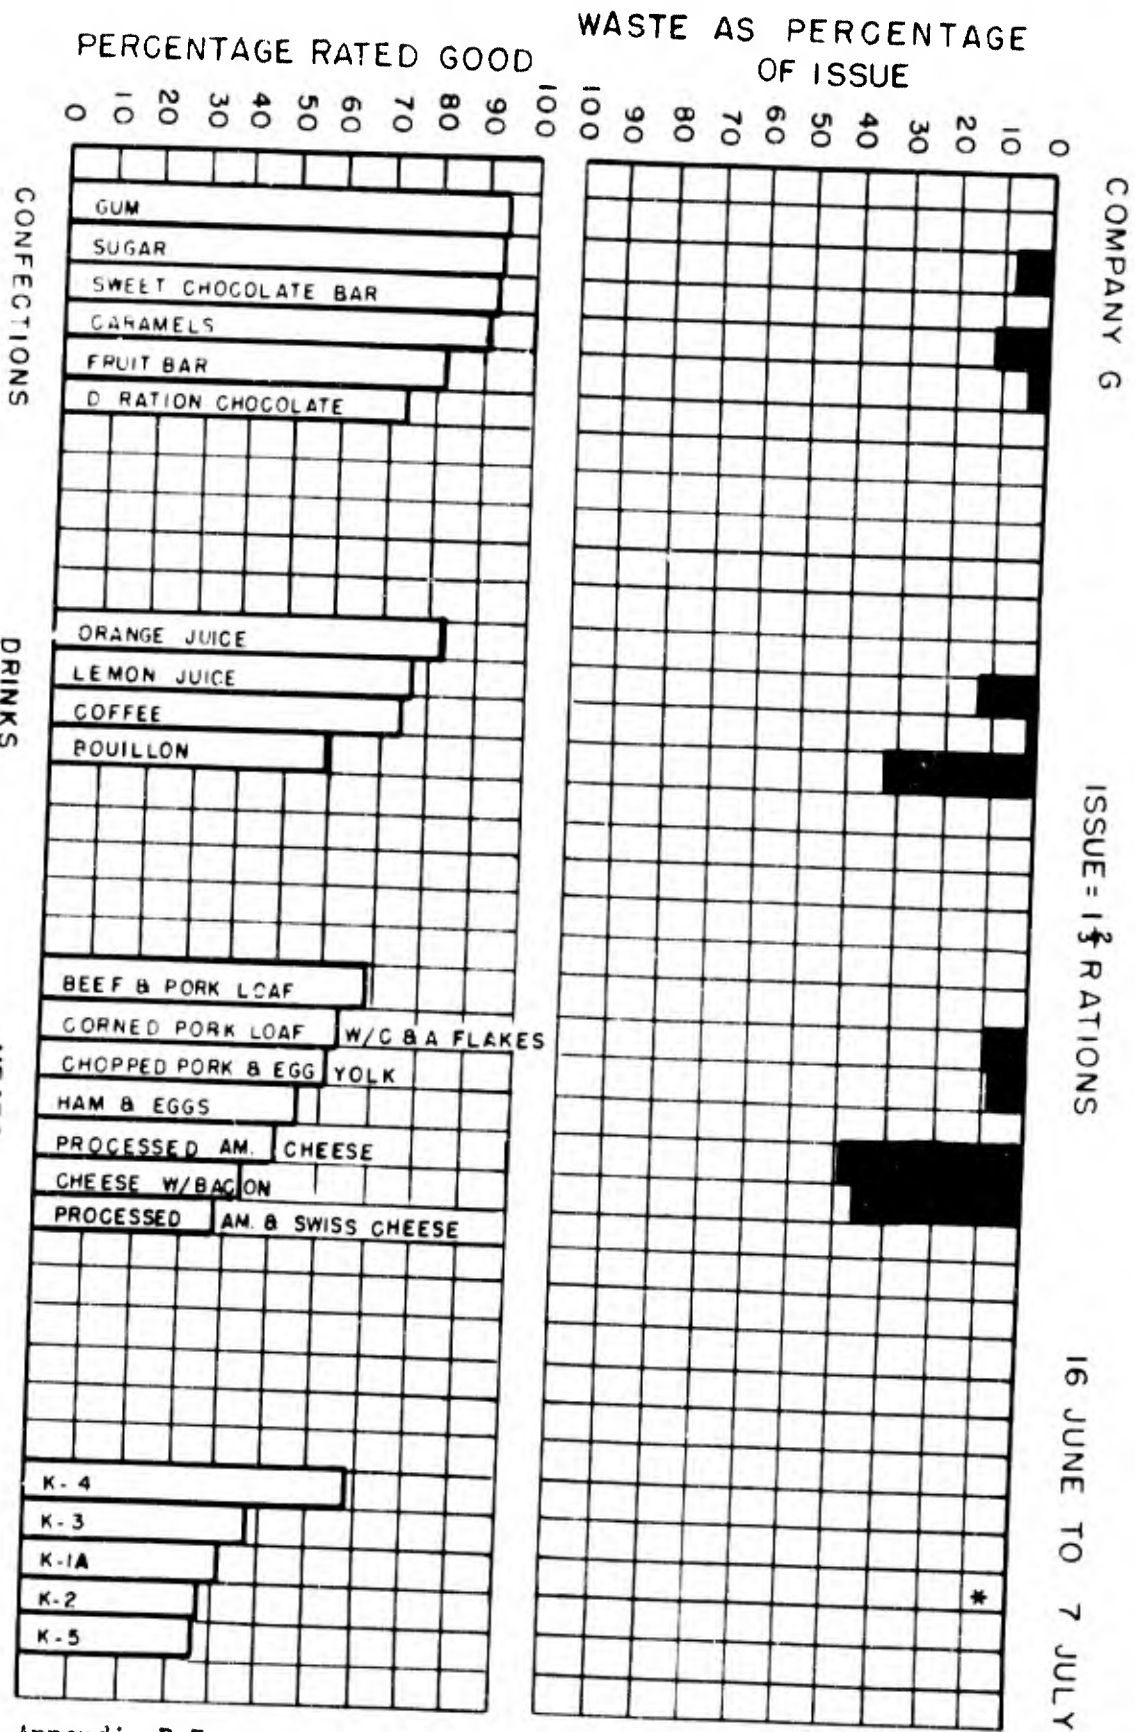 WASTE AS PERCENTAGE
OF ISSUE
PERCENTAGE RATED GOOD
0 10 20 30 40 50 60 70 80 90 100
100 90 80 70 60 50 40 30 20 10 0
COMPANY G
ISSUE = 1 RATIONS
16 JUNE TO 7 JULY
CONFECTIONS
GUM
SUGAR
SWEET CHOCOLATE BAR
CARAMELS
FRUIT BAR
D RATION CHOCOLATE
DRINKS
ORANGE JUICE
LEMON JUICE
COFFEE
BOUILLON
BEEF & PORK LOAF
CORNED PORK LOAF W/C & A FLAKES
CHOPPED PORK & EGG YOLK
HAM & EGGS
PROCESSED AM. CHEESE
CHEESE W/BACON
PROCESSED AM. & SWISS CHEESE
K-4
K-3
K-1A
K-2
*
K-5